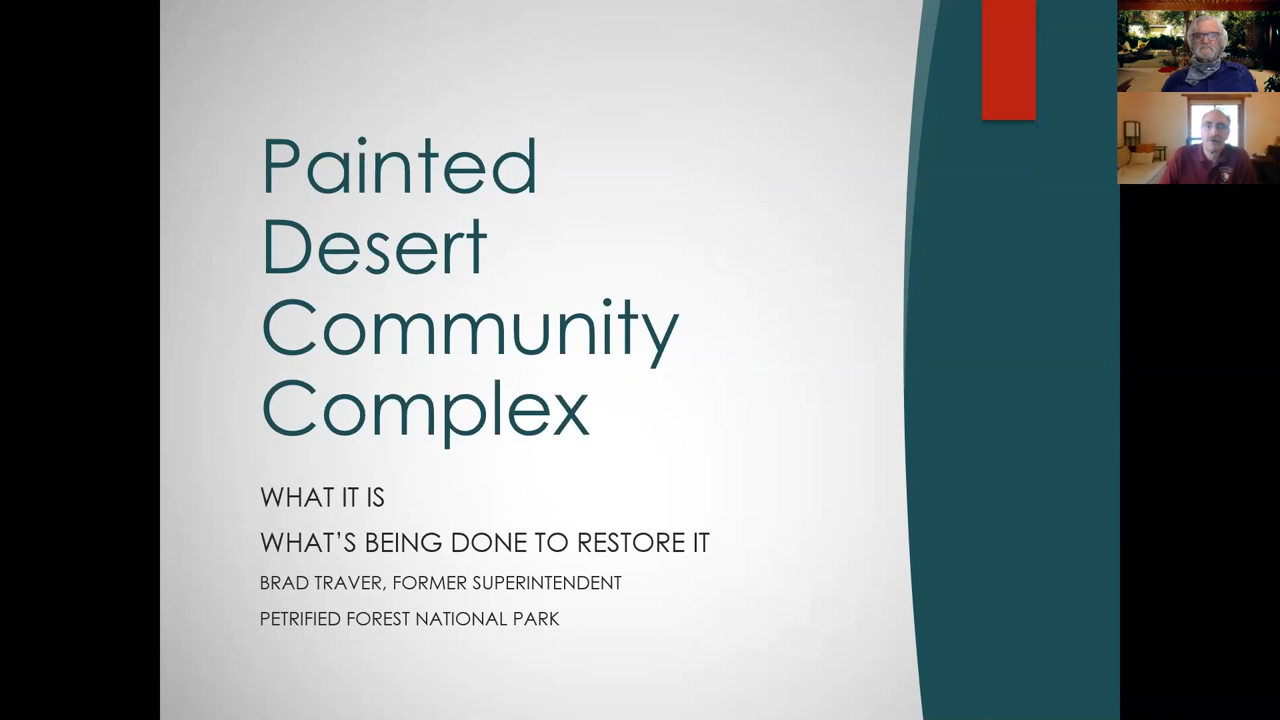 Painted
Desert
Community
Complex
WHAT IT IS
WHAT'S BEING DONE TO RESTORE IT
BRAD TRAVER, FORMER SUPERINTENDENT
PETRIFIED FOREST NATIONAL PARK